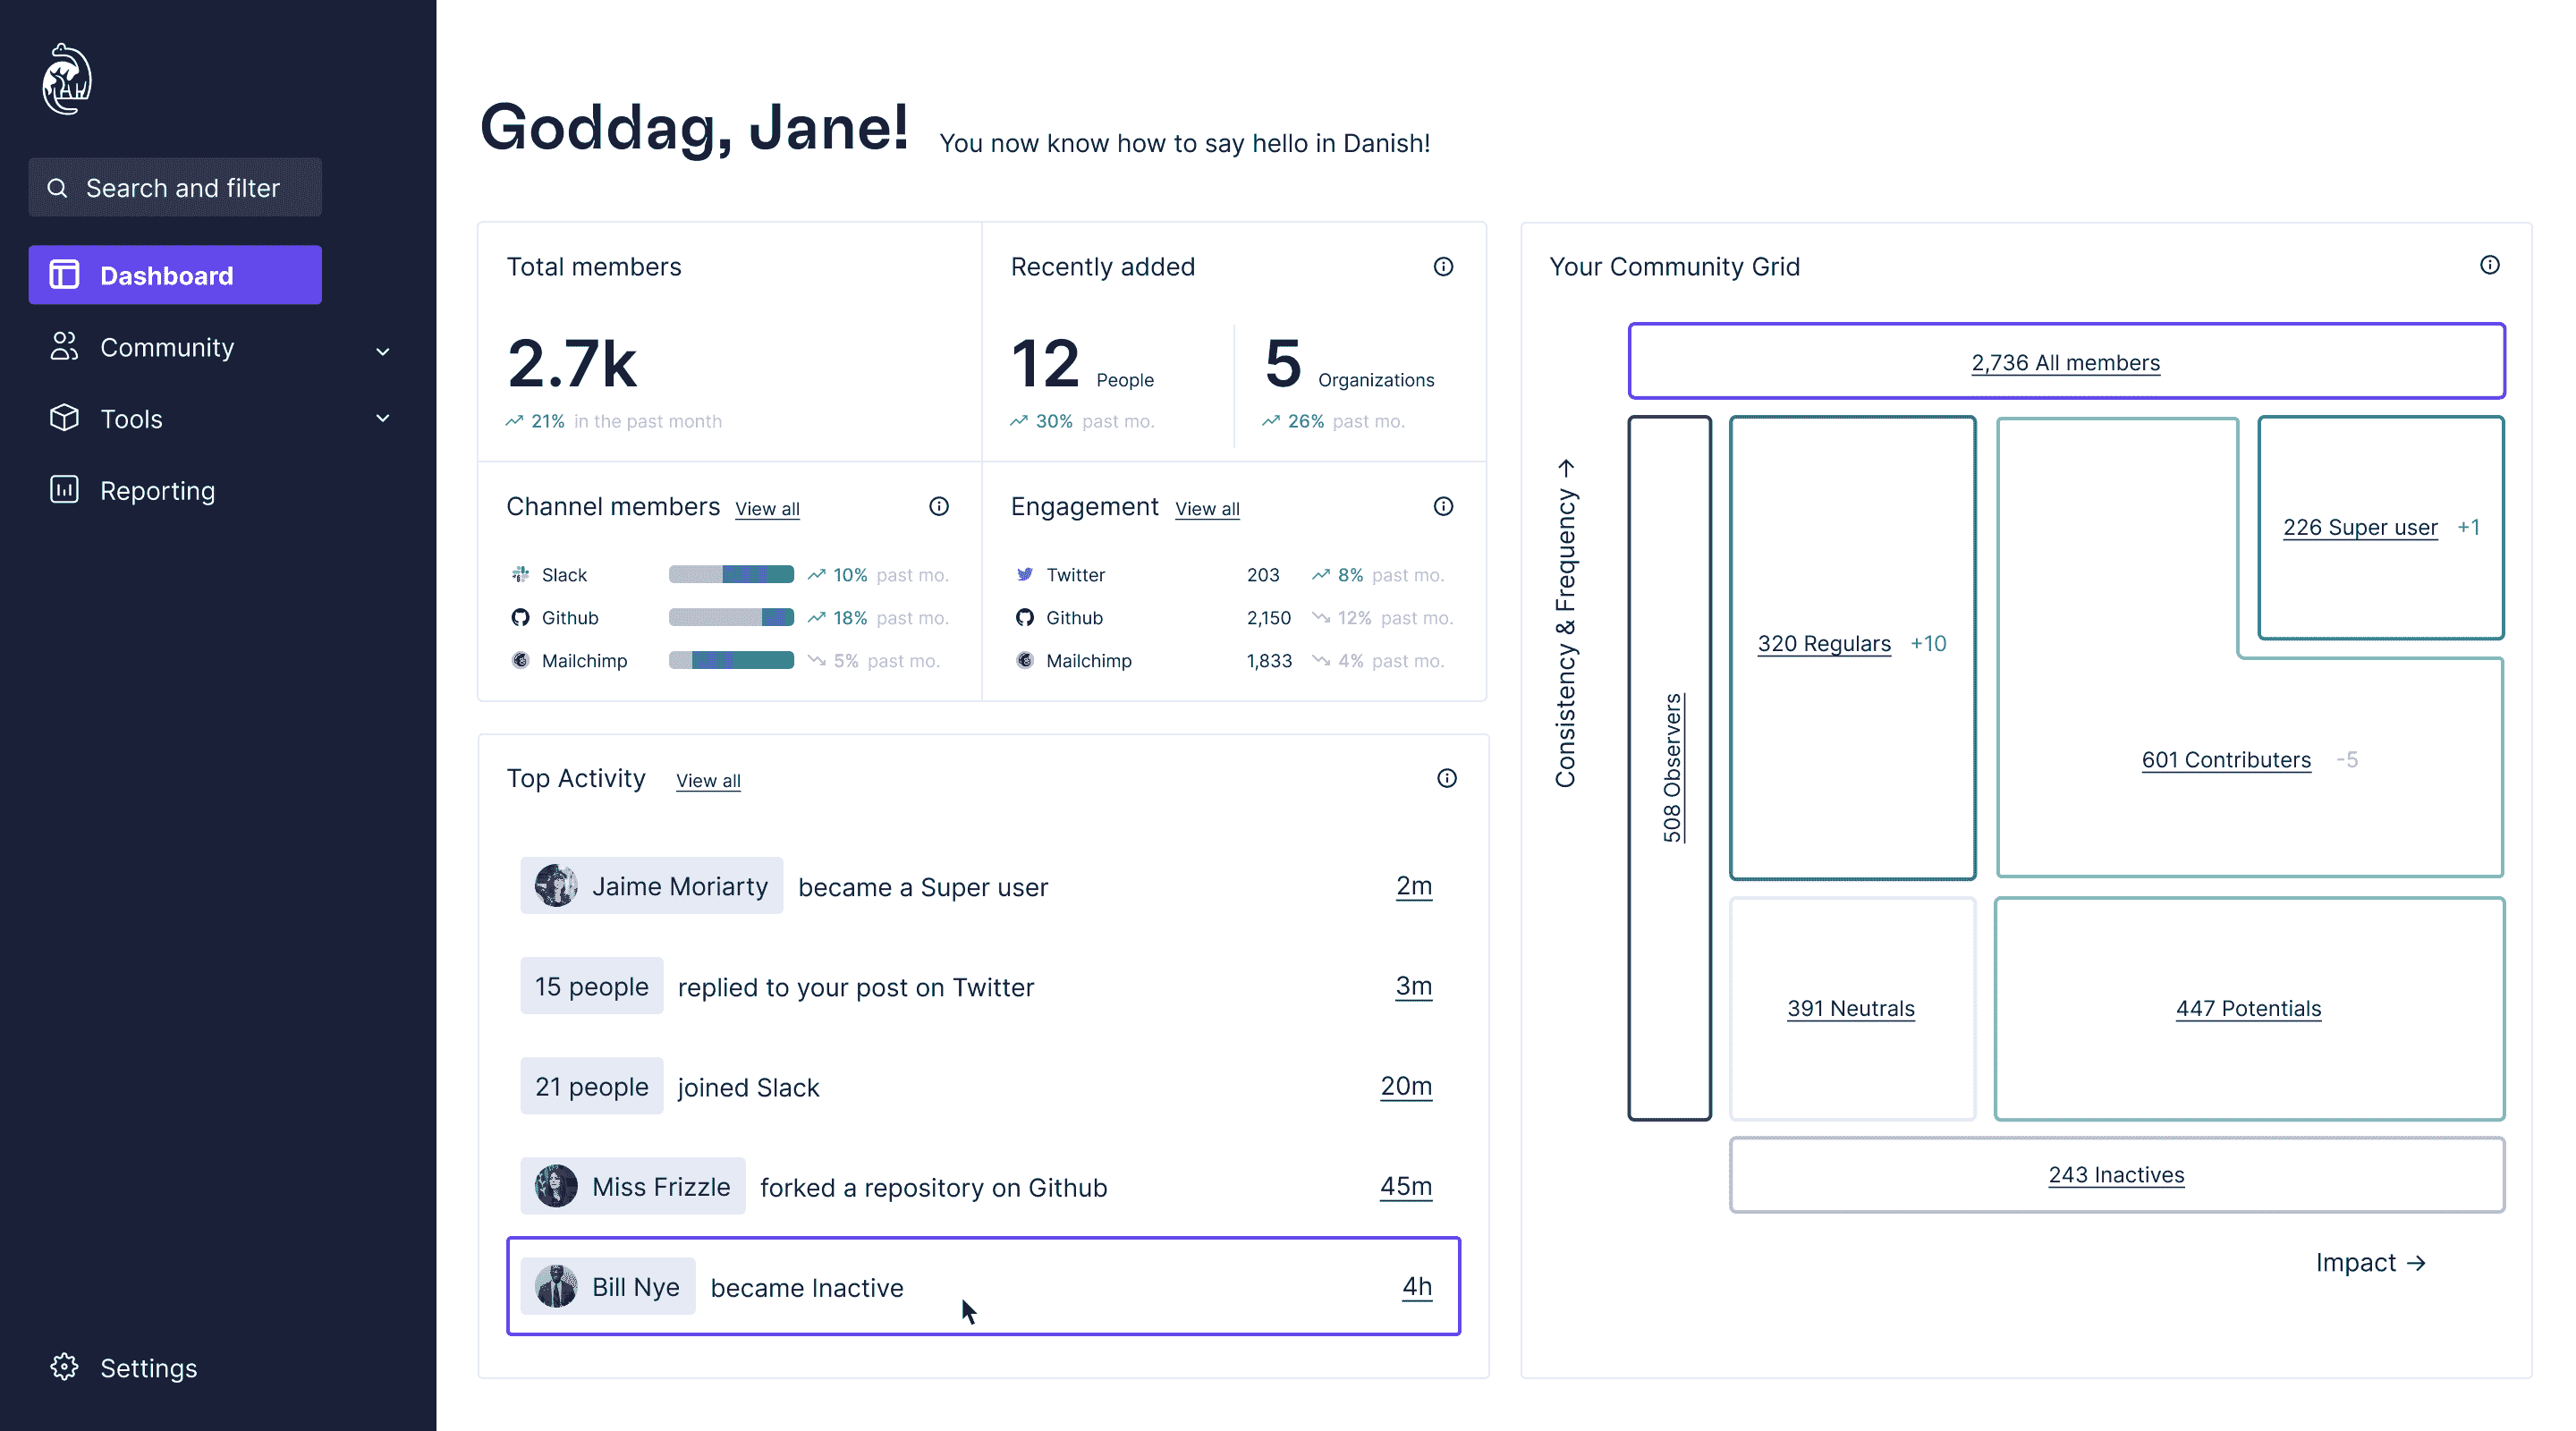 Search and filter
Dashboard
Community
Tools
Reporting
Settings
Goddag, Jane! You now know how to say hello in Danish!
Total members
2.7k
21% in the past month
Recently added
12 People
30% past mo.
5 Organizations
26% past mo.
Channel members View all
Slack 10% past mo.
Github 18% past mo.
Mailchimp 5% past mo.
Engagement View all
Twitter 203 8% past mo.
Github 2,150 12% past mo.
Mailchimp 1,833 4% past mo.
Top Activity View all
Jaime Moriarty became a Super user 2m
15 people replied to your post on Twitter 3m
21 people joined Slack 20m
Miss Frizzle forked a repository on Github 45m
Bill Nye became Inactive 4h
Your Community Grid
Consistency & Frequency →
2,736 All members
508 Observers
320 Regulars +10
226 Super user +1
601 Contributers -5
391 Neutrals
447 Potentials
243 Inactives
Impact →